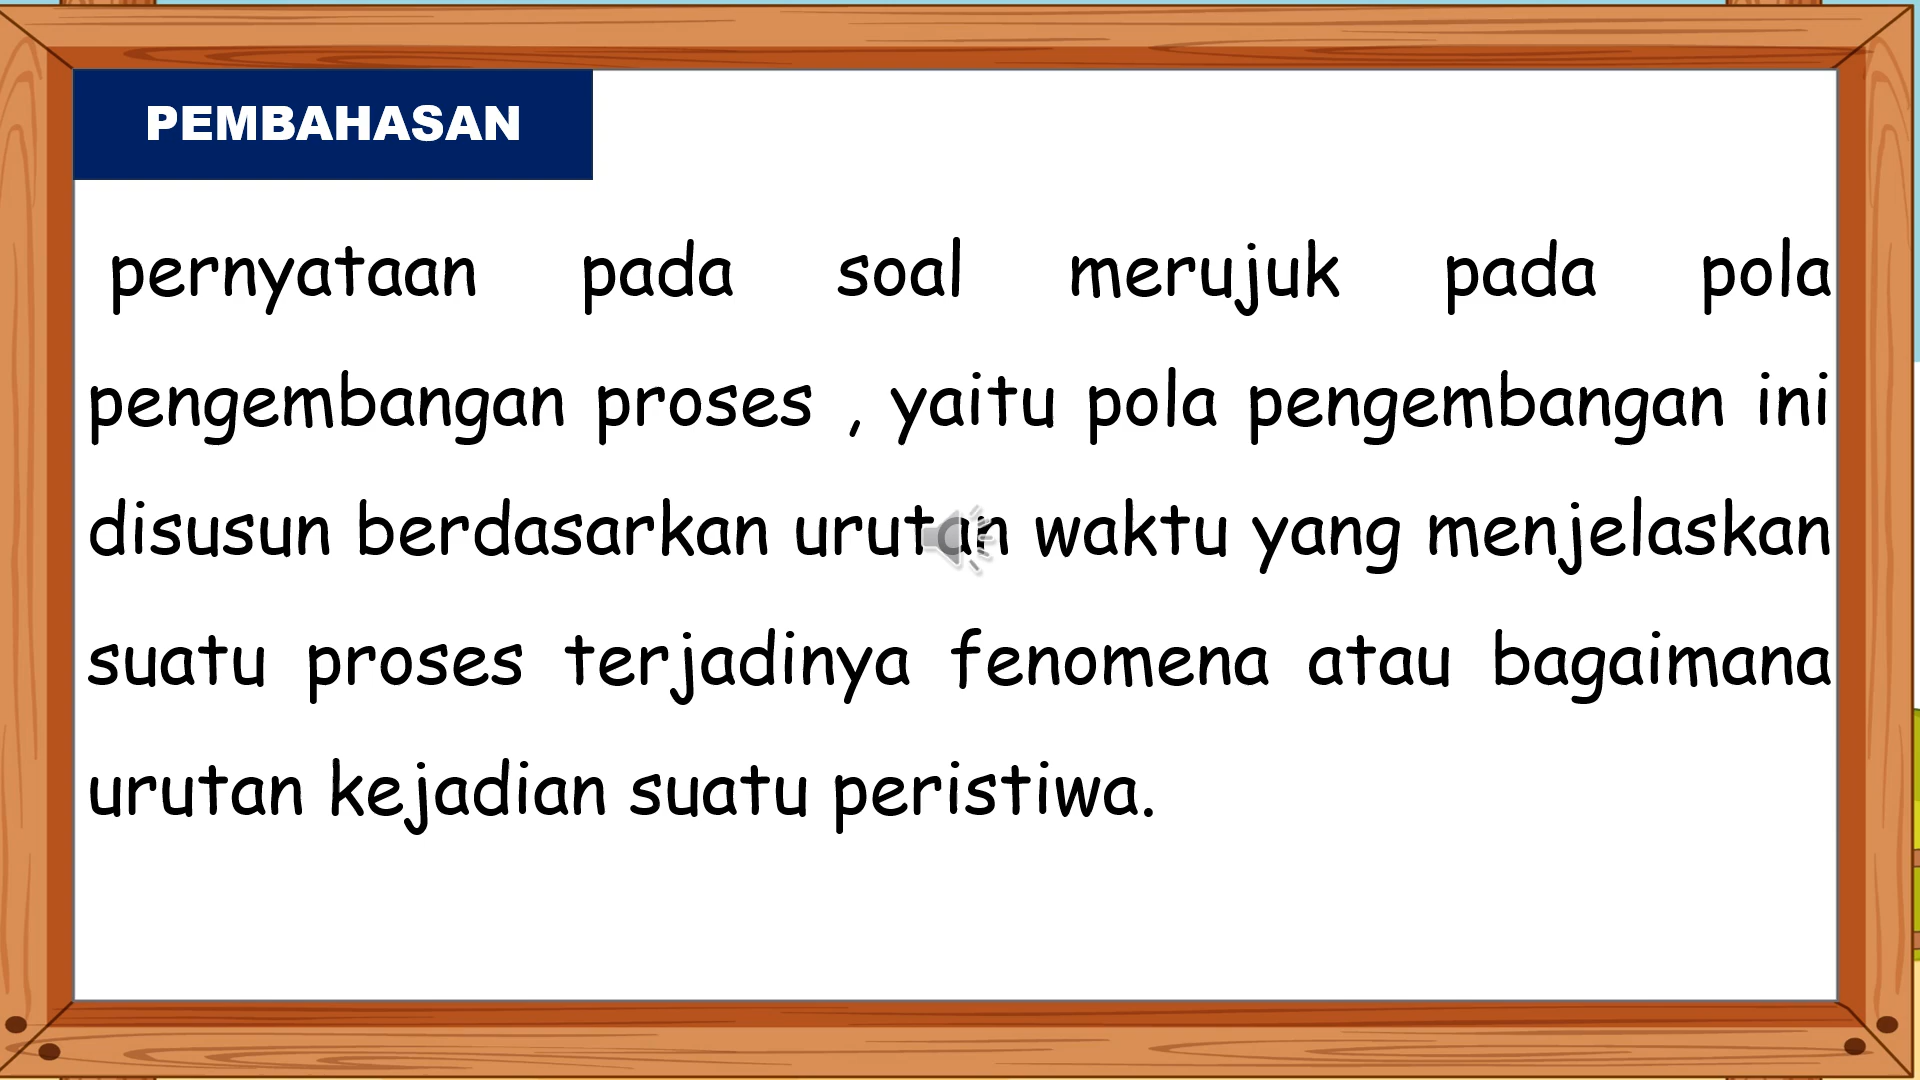 PEMBAHASAN
pernyataan pada soal merujuk pada pola
pengembangan proses , yaitu pola pengembangan ini
disusun berdasarkan urutan waktu yang menjelaskan
suatu proses terjadinya fenomena atau bagaimana
urutan kejadian suatu peristiwa.